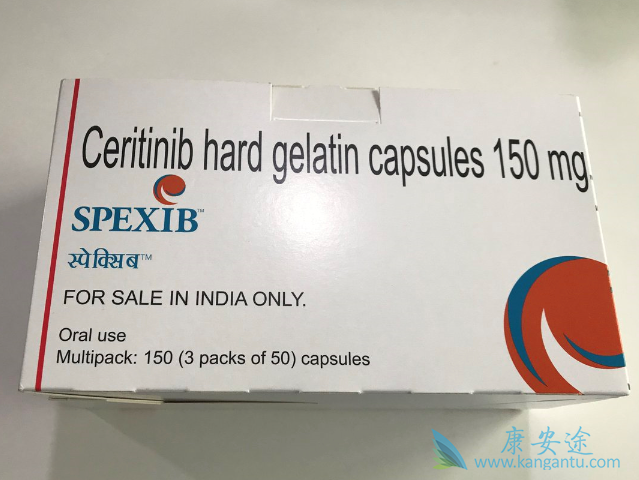 Ceritinib hard gelatin capsules 150 mg.
SPEXIB™
स्पेक्सिब™
FOR SALE IN INDIA ONLY.
Oral use
Multipack: 150 (3 packs of 50) capsules
康安途
www.kangantu.com